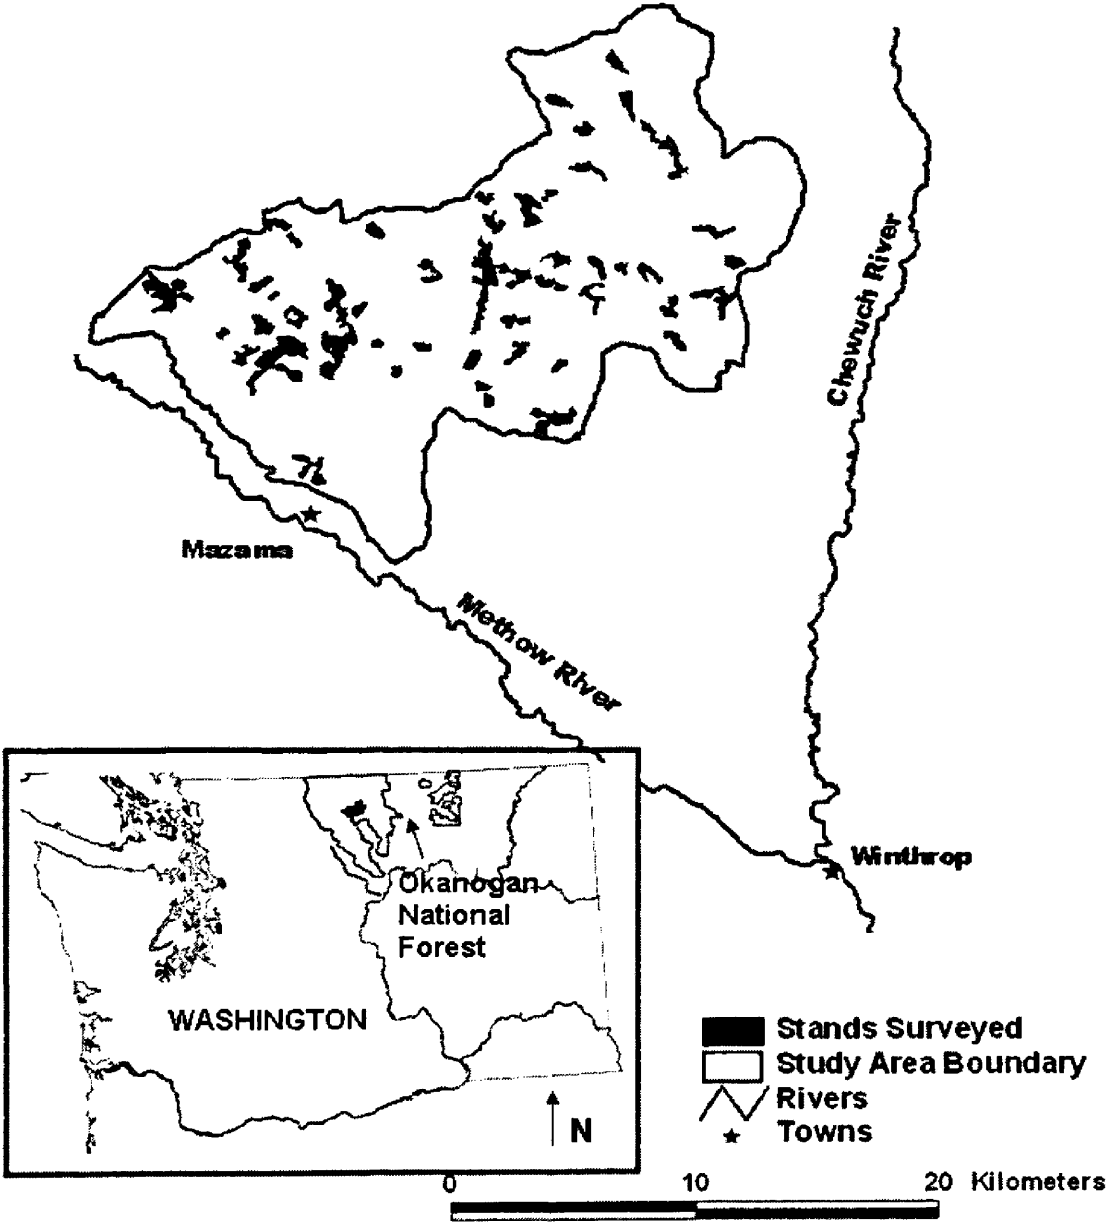 Chewuch River
Mazama
Methow River
Winthrop
Okanogan
National
Forest
WASHINGTON
N
Stands Surveyed
Study Area Boundary
Rivers
Towns
0 10 20 Kilometers